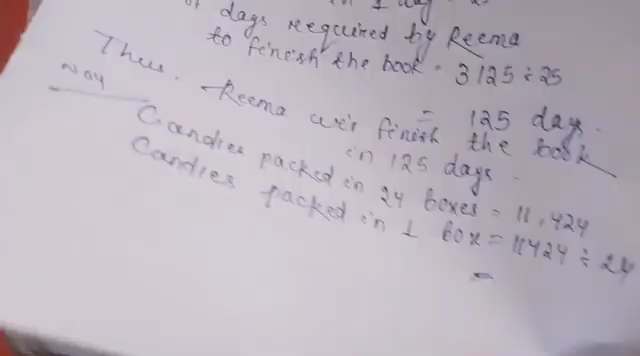 of days required by Reema
to finish the book = 3125 ÷ 25
= 125 days.
Thus, Reema will finish the book
in 125 days.
Candies packed in 24 boxes = 11,424
Candies packed in 1 box = 11424 ÷ 24
=